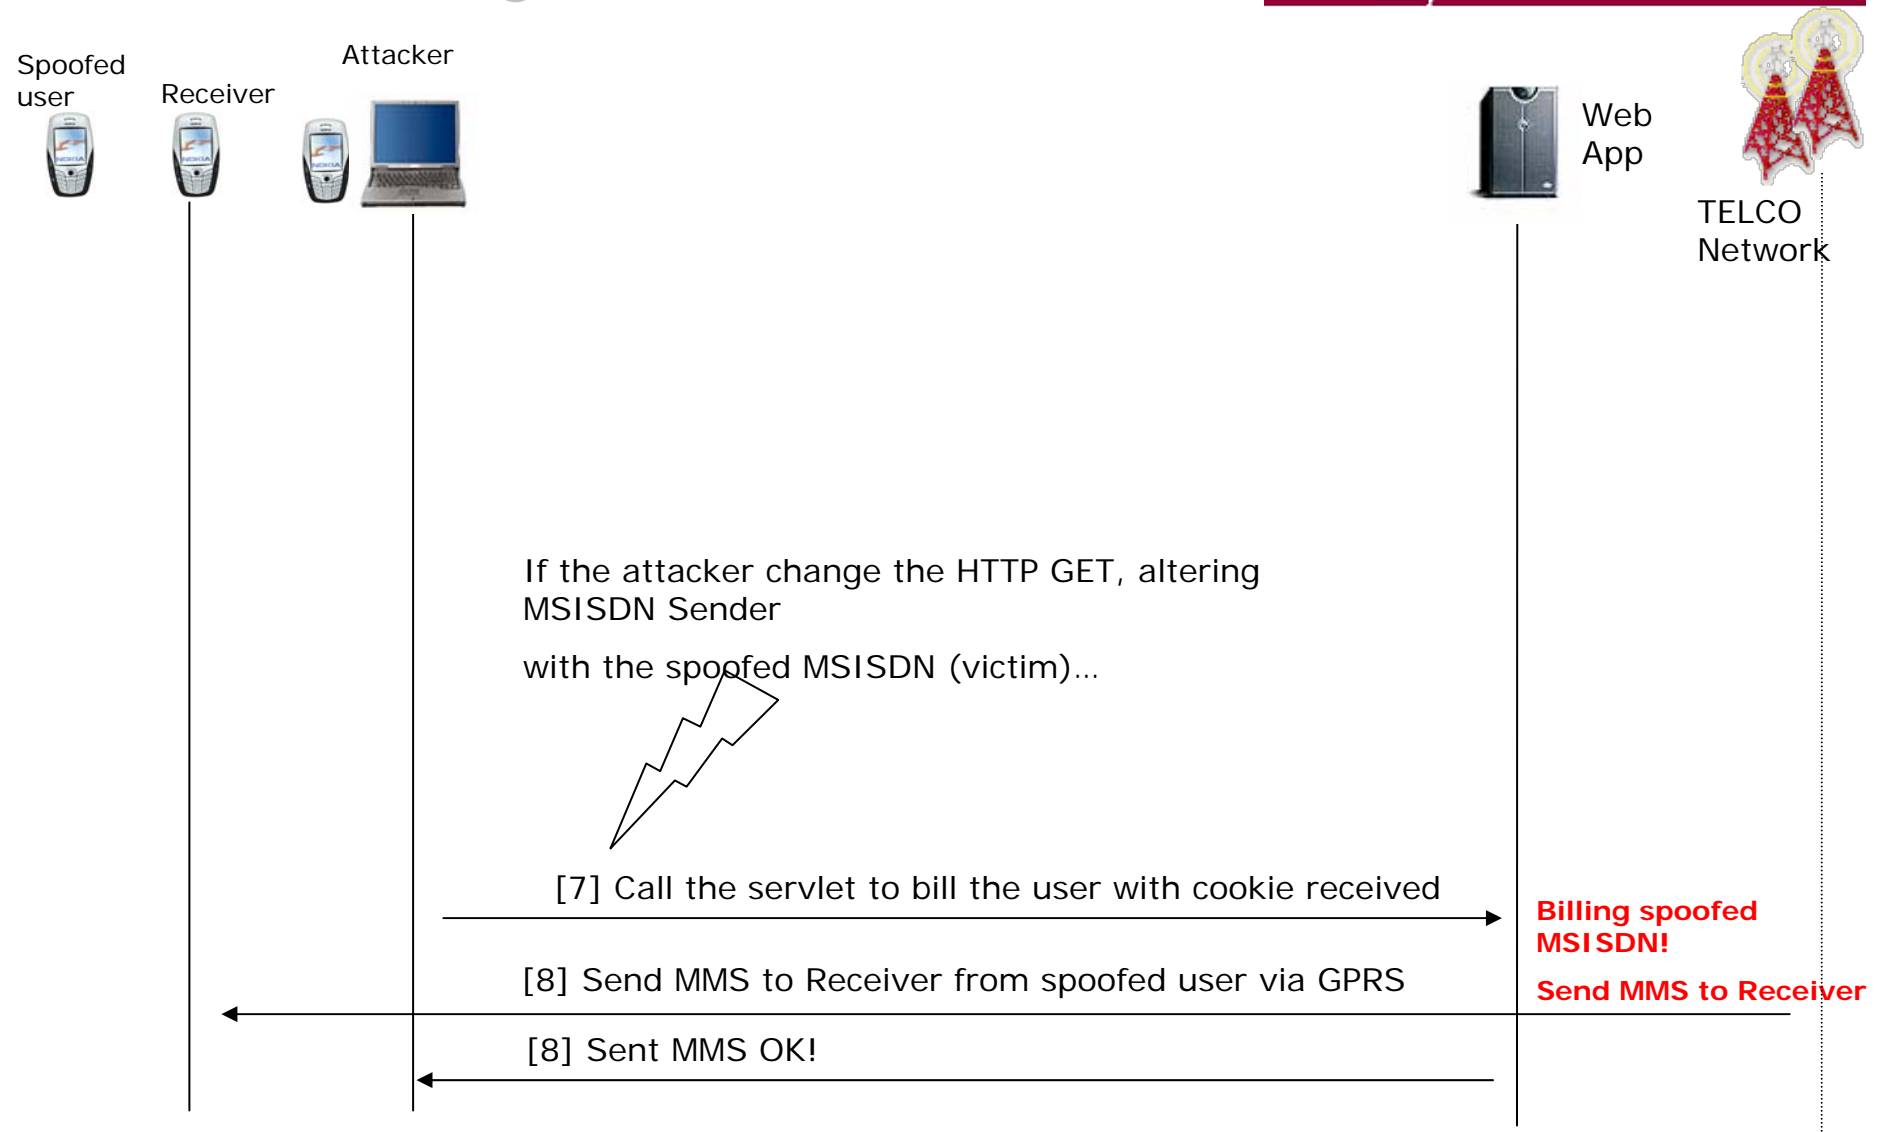 Spoofed
user
Receiver
Attacker
Web
App
TELCO
Network
If the attacker change the HTTP GET, altering
MSISDN Sender
with the spoofed MSISDN (victim)…
[7] Call the servlet to bill the user with cookie received
Billing spoofed
MSISDN!
[8] Send MMS to Receiver from spoofed user via GPRS
Send MMS to Receiver
[8] Sent MMS OK!